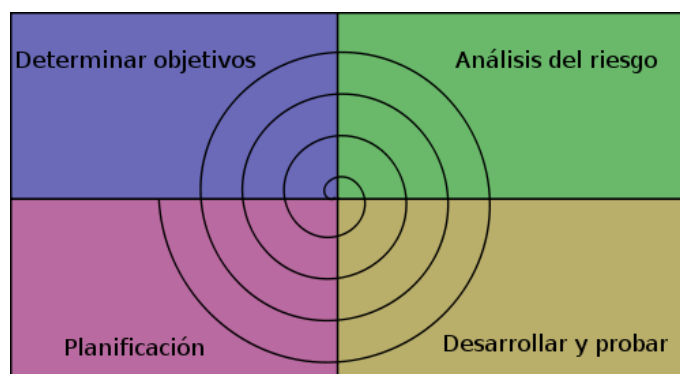 Determinar objetivos
Análisis del riesgo
Planificación
Desarrollar y probar